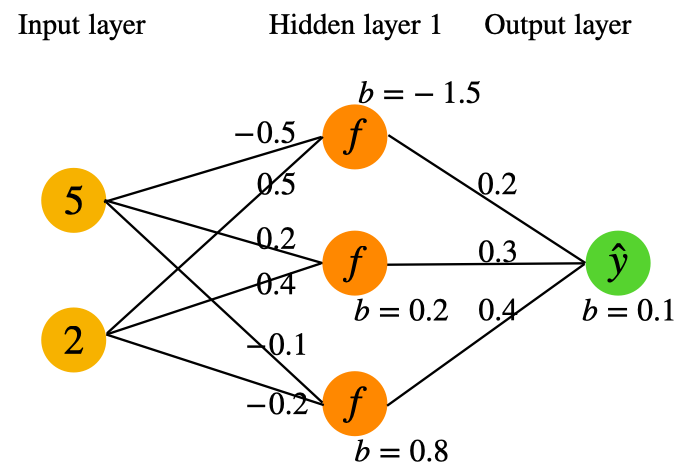 Input layer
Hidden layer 1
Output layer
b = − 1.5
−0.5
f
0.5
0.2
5
0.2
0.4
f
0.3
ŷ
b = 0.2
0.4
b = 0.1
2
−0.1
−0.2
f
b = 0.8